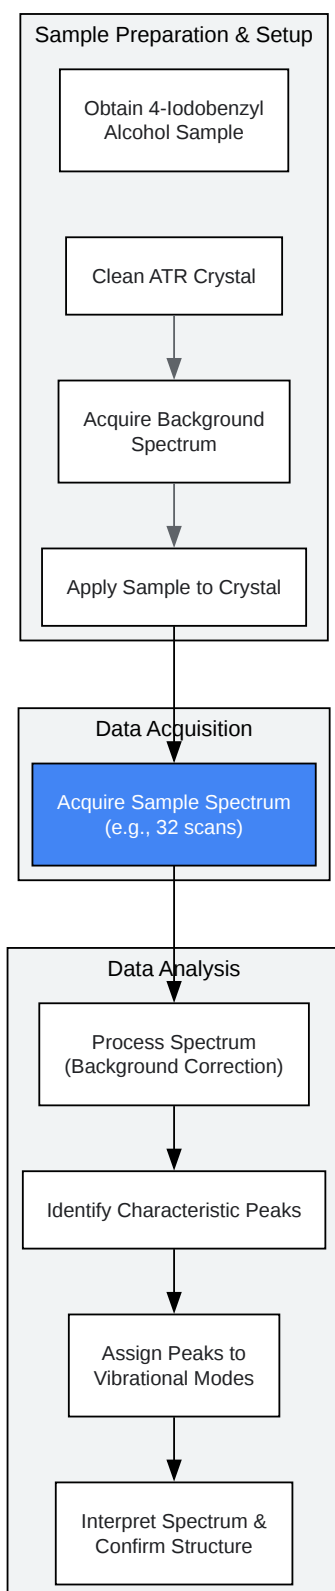 Sample Preparation & Setup
Obtain 4-Iodobenzyl
Alcohol Sample
Clean ATR Crystal
Acquire Background
Spectrum
Apply Sample to Crystal
Data Acquisition
Acquire Sample Spectrum
(e.g., 32 scans)
Data Analysis
Process Spectrum
(Background Correction)
Identify Characteristic Peaks
Assign Peaks to
Vibrational Modes
Interpret Spectrum &
Confirm Structure